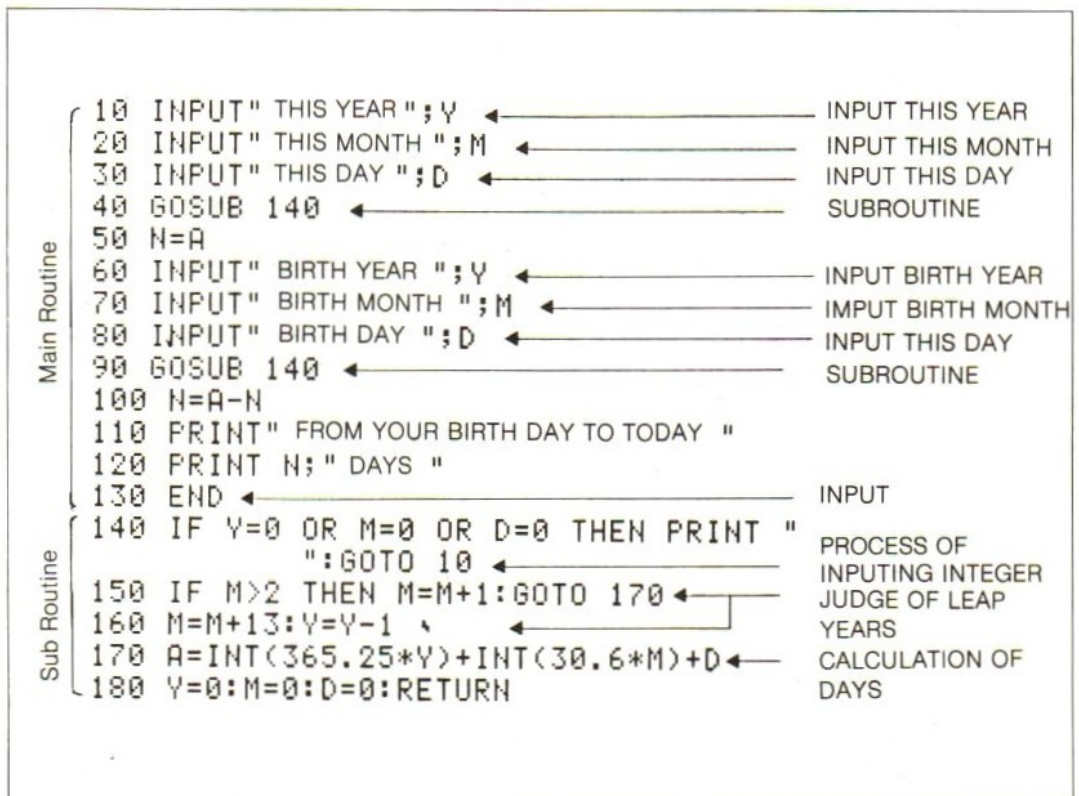 10 INPUT" THIS YEAR ";Y INPUT THIS YEAR
20 INPUT" THIS MONTH ";M INPUT THIS MONTH
30 INPUT" THIS DAY ";D INPUT THIS DAY
40 GOSUB 140 SUBROUTINE
50 N=A
60 INPUT" BIRTH YEAR ";Y INPUT BIRTH YEAR
70 INPUT" BIRTH MONTH ";M IMPUT BIRTH MONTH
80 INPUT" BIRTH DAY ";D INPUT THIS DAY
90 GOSUB 140 SUBROUTINE
100 N=A-N
110 PRINT" FROM YOUR BIRTH DAY TO TODAY "
120 PRINT N;" DAYS "
130 END INPUT
Main Routine
140 IF Y=0 OR M=0 OR D=0 THEN PRINT "
":GOTO 10
PROCESS OF
INPUTING INTEGER
150 IF M>2 THEN M=M+1:GOTO 170 JUDGE OF LEAP
160 M=M+13:Y=Y-1 YEARS
170 A=INT(365.25*Y)+INT(30.6*M)+D CALCULATION OF
180 Y=0:M=0:D=0:RETURN DAYS
Sub Routine